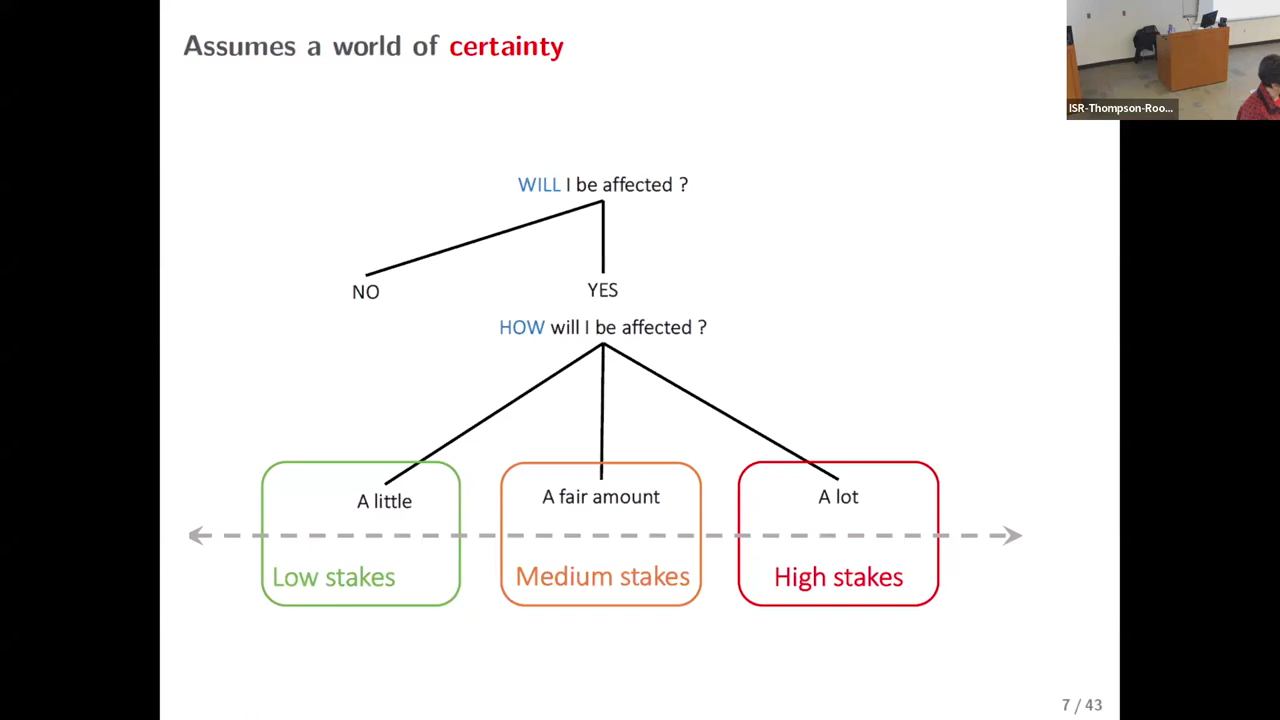 Assumes a world of certainty
ISR-Thompson-Roo...
WILL I be affected ?
NO
YES
HOW will I be affected ?
A little
A fair amount
A lot
Low stakes
Medium stakes
High stakes
7 / 43